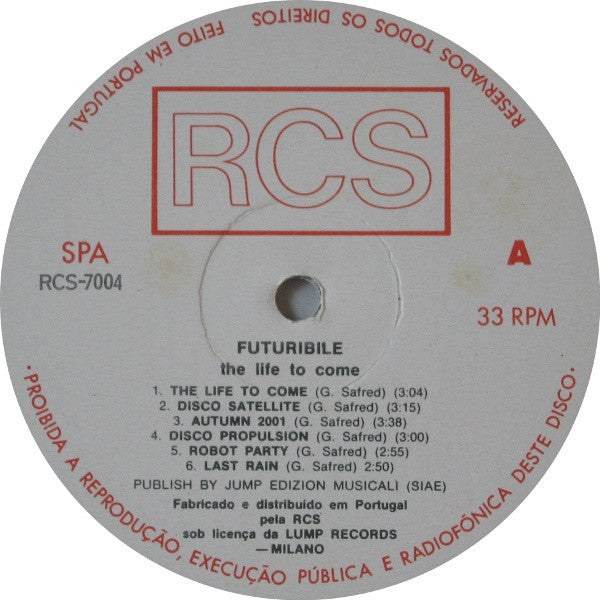 FEITO EM PORTUGAL
RESERVADOS TODOS OS DIREITOS
RCS
SPA
RCS-7004
A
33 RPM
FUTURIBILE
the life to come
1. THE LIFE TO COME (G. Safred) (3:04)
2. DISCO SATELLITE (G. Safred) (3:15)
3. AUTUMN 2001 (G. Safred) (3:38)
4. DISCO PROPULSION (G. Safred) (3:00)
5. ROBOT PARTY (G. Safred) (2:55)
6. LAST RAIN (G. Safred) 2:50)
PUBLISH BY JUMP EDIZION MUSICALI (SIAE)
Fabricado e distribuído em Portugal
pela RCS
sob licença da LUMP RECORDS
—MILANO
·PROIBIDA A REPRODUÇÃO, EXECUÇÃO PÚBLICA E RADIOFÔNICA DESTE DISCO·